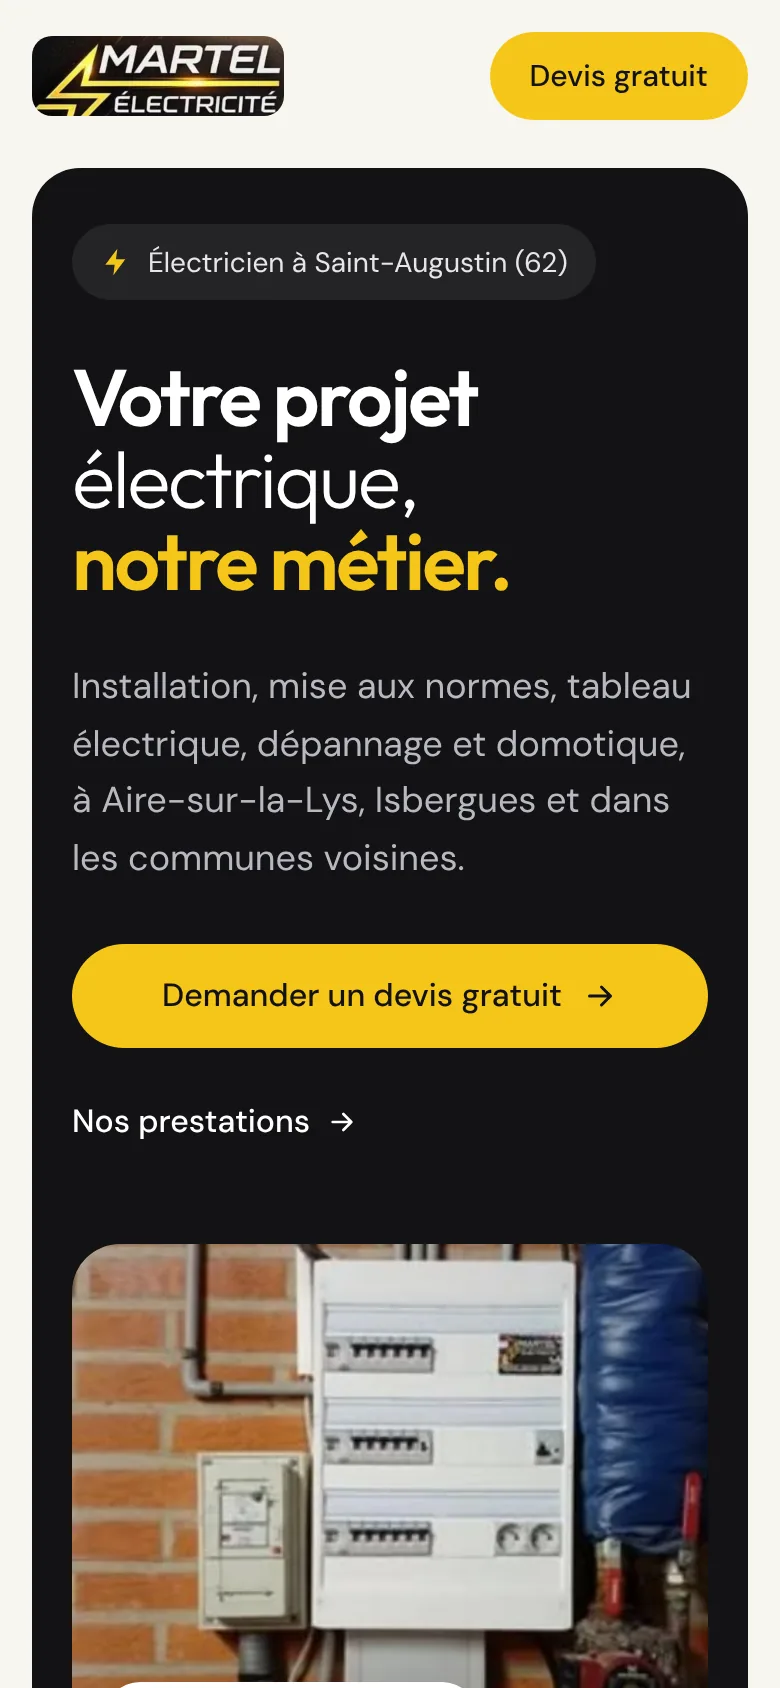 MARTEL
ÉLECTRICITÉ
Devis gratuit
Électricien à Saint-Augustin (62)
Votre projet
électrique,
notre métier.
Installation, mise aux normes, tableau
électrique, dépannage et domotique,
à Aire-sur-la-Lys, Isbergues et dans
les communes voisines.
Demander un devis gratuit →
Nos prestations →
MARTEL